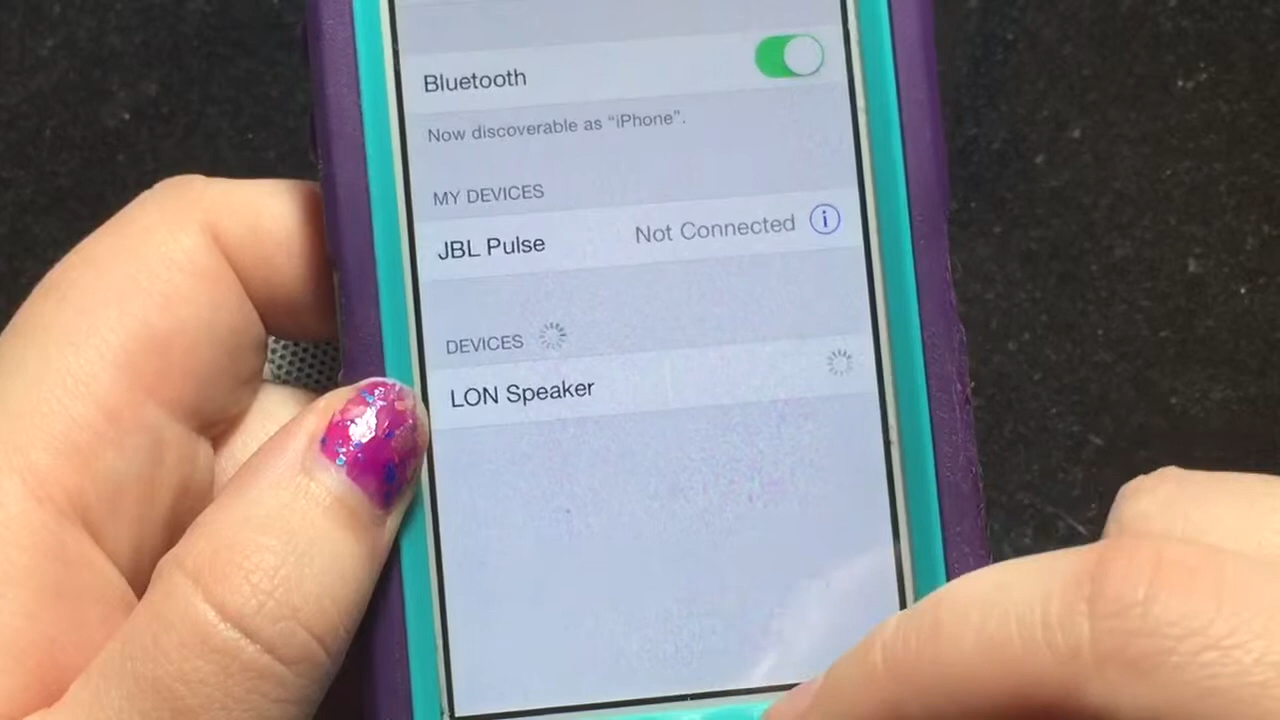 Bluetooth
Now discoverable as “iPhone”.
MY DEVICES
JBL Pulse Not Connected i
DEVICES
LON Speaker